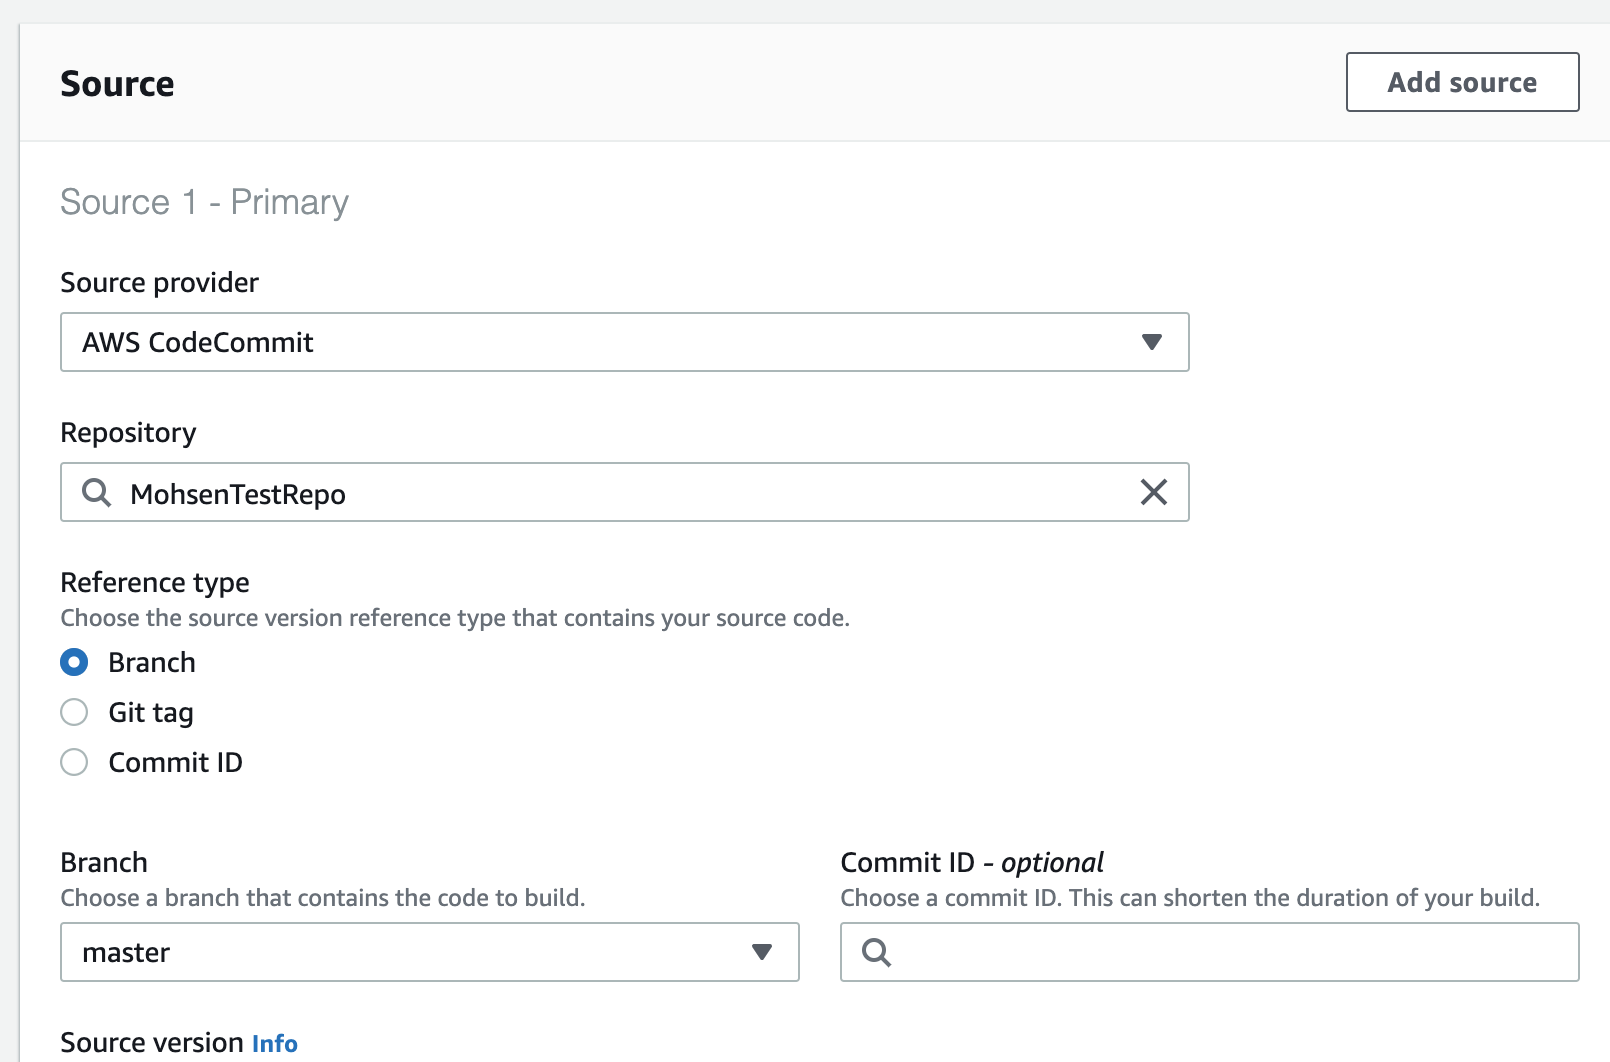 Source
Add source
Source 1 - Primary
Source provider
AWS CodeCommit
Repository
MohsenTestRepo
Reference type
Choose the source version reference type that contains your source code.
Branch
Git tag
Commit ID
Branch
Choose a branch that contains the code to build.
master
Commit ID - optional
Choose a commit ID. This can shorten the duration of your build.
Source version Info